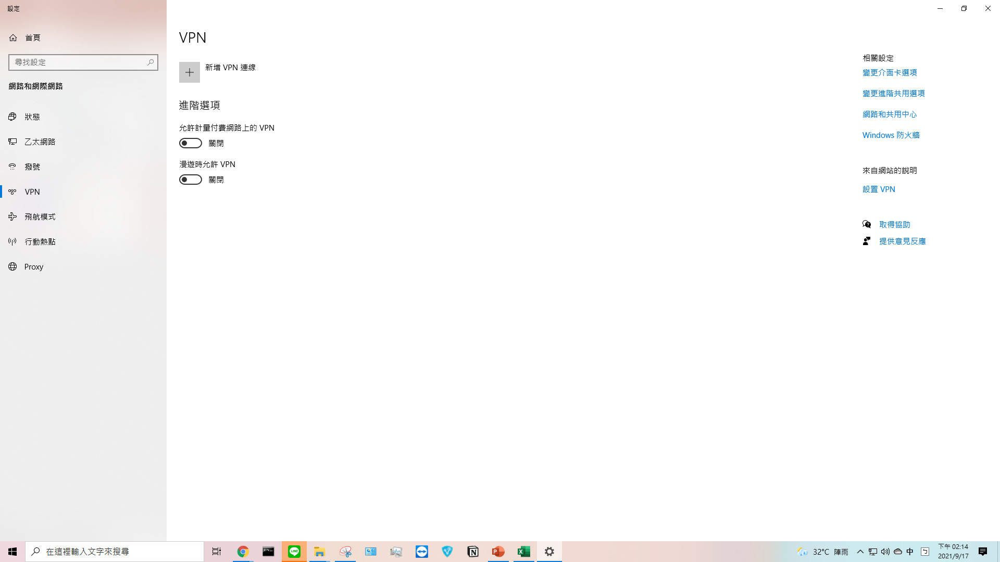 設定
首頁
尋找設定
網路和網際網路
狀態
乙太網路
撥號
VPN
飛航模式
行動熱點
Proxy
VPN
新增 VPN 連線
進階選項
允許計量付費網路上的 VPN
關閉
漫遊時允許 VPN
關閉
相關設定
變更介面卡選項
變更進階共用選項
網路和共用中心
Windows 防火牆
來自網站的說明
設置 VPN
取得協助
提供意見反應
在這裡輸入文字來搜尋
LINE
32°C 陣雨
中
ㄅ
下午 02:14
2021/9/17